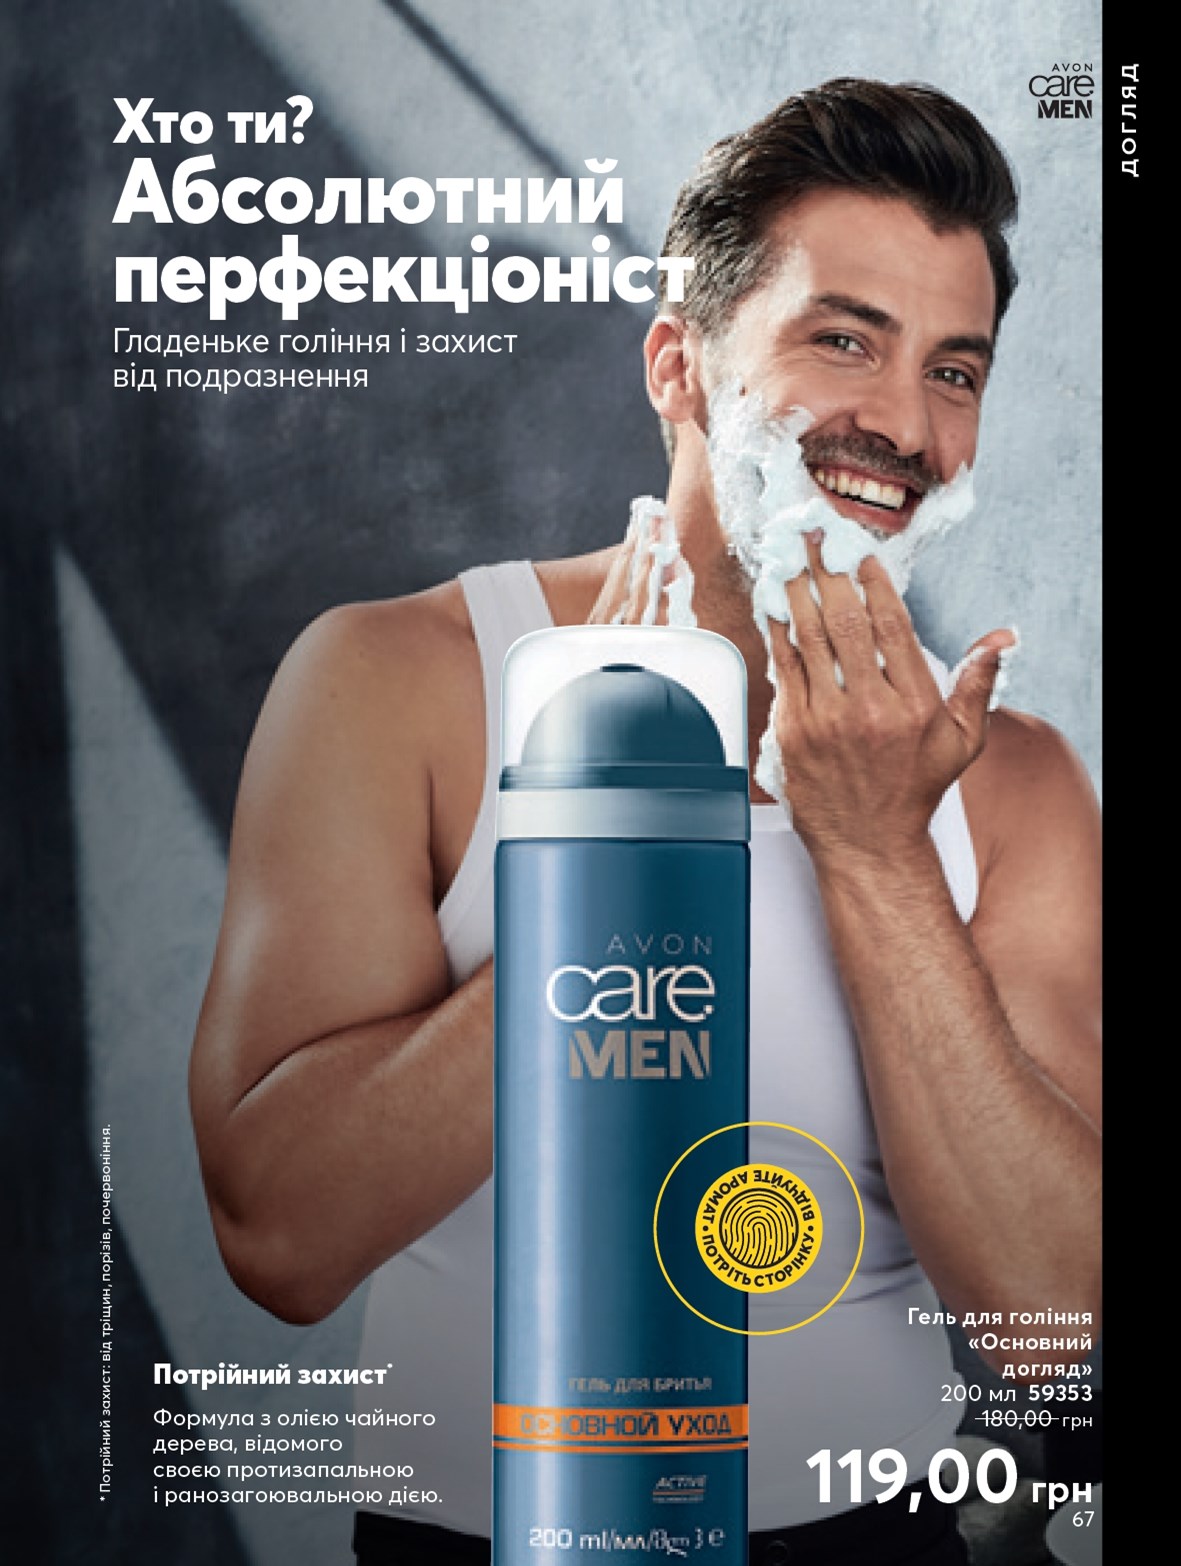 AVON
care
MEN
ДОГЛЯД
Хто ти?
Абсолютний
перфекціоніст
Гладеньке гоління і захист
від подразнення
AVON
care
MEN
ВІДЧУЙТЕ АРОМАТ • ПОТРІТЬ СТОРІНКУ •
ГЕЛЬ ДЛЯ БРИТЬЯ
ОСНОВНОЙ УХОД
ACTIVE
200 ml/мл/
* Потрійний захист: від тріщин, порізів, почервоніння.
Потрійний захист*
Формула з олією чайного
дерева, відомого
своєю протизапальною
і ранозагоювальною дією.
Гель для гоління
«Основний
догляд»
200 мл 59353
180,00 грн
119,00 грн
67